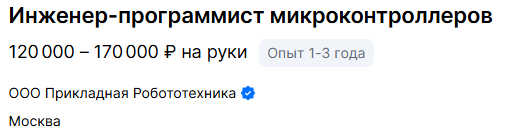 Инженер-программист микроконтроллеров
120 000 – 170 000 ₽ на руки Опыт 1-3 года
ООО Прикладная Робототехника
Москва